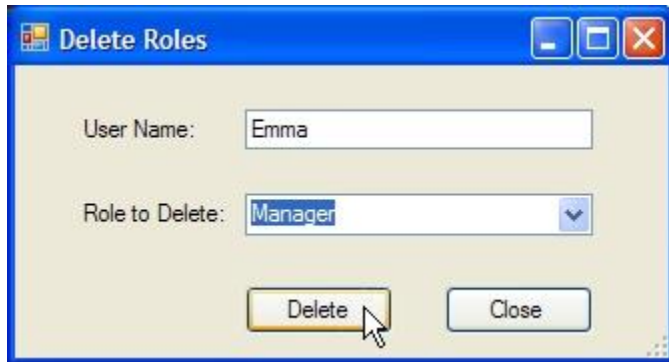 Delete Roles
User Name: Emma
Role to Delete: Manager
Delete Close